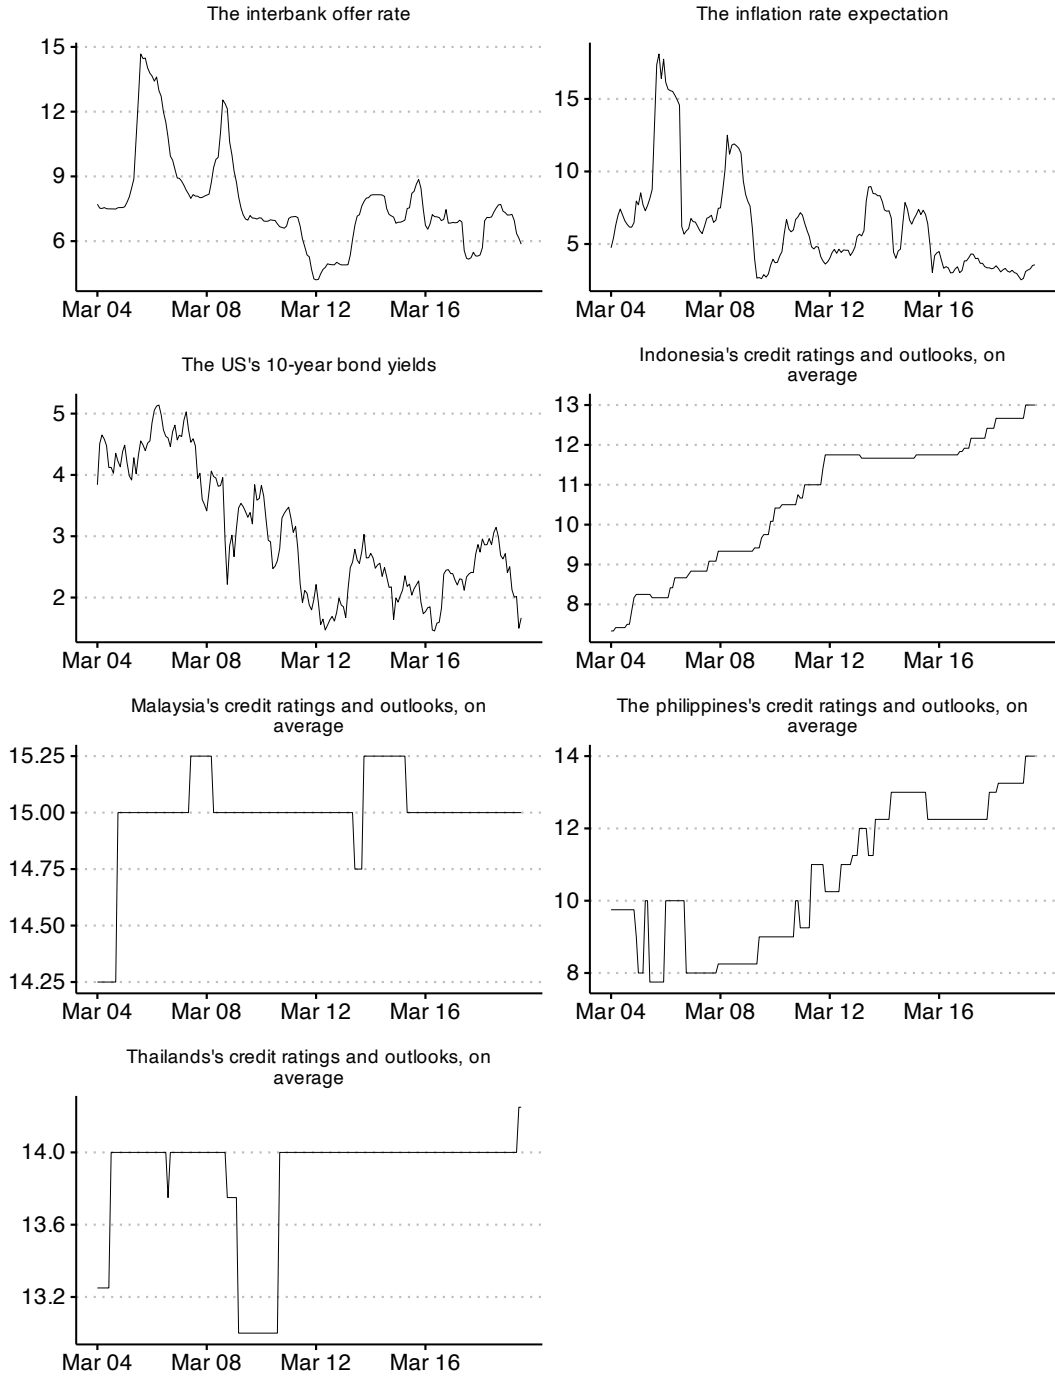 The interbank offer rate
15
12
9
6
Mar 04 Mar 08 Mar 12 Mar 16
The inflation rate expectation
15
10
5
Mar 04 Mar 08 Mar 12 Mar 16
The US's 10-year bond yields
5
4
3
2
Mar 04 Mar 08 Mar 12 Mar 16
Indonesia's credit ratings and outlooks, on
average
13
12
11
10
9
8
Mar 04 Mar 08 Mar 12 Mar 16
Malaysia's credit ratings and outlooks, on
average
15.25
15.00
14.75
14.50
14.25
Mar 04 Mar 08 Mar 12 Mar 16
The philippines's credit ratings and outlooks, on
average
14
12
10
8
Mar 04 Mar 08 Mar 12 Mar 16
Thailands's credit ratings and outlooks, on
average
14.0
13.6
13.2
Mar 04 Mar 08 Mar 12 Mar 16